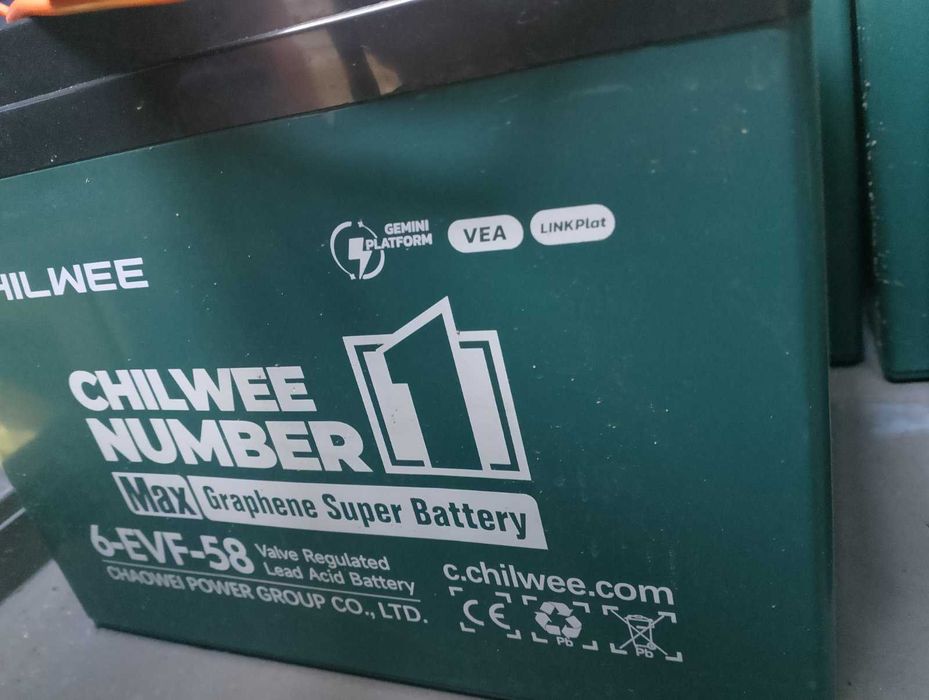 HILWEE
GEMINI
PLATFORM
VEA
LINKPlat
CHILWEE
NUMBER
1
Max Graphene Super Battery
6-EVF-58
Valve Regulated
Lead Acid Battery
CHAOWEI POWER GROUP CO., LTD.
c.chilwee.com
CE
Pb
Pb